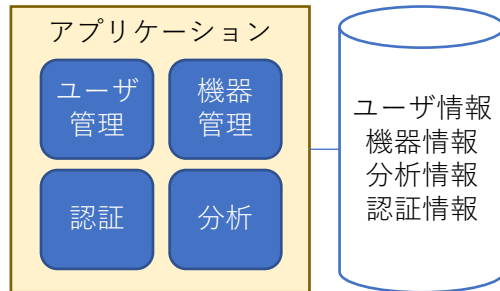 アプリケーション
ユーザ
管理
機器
管理
認証
分析
ユーザ情報
機器情報
分析情報
認証情報